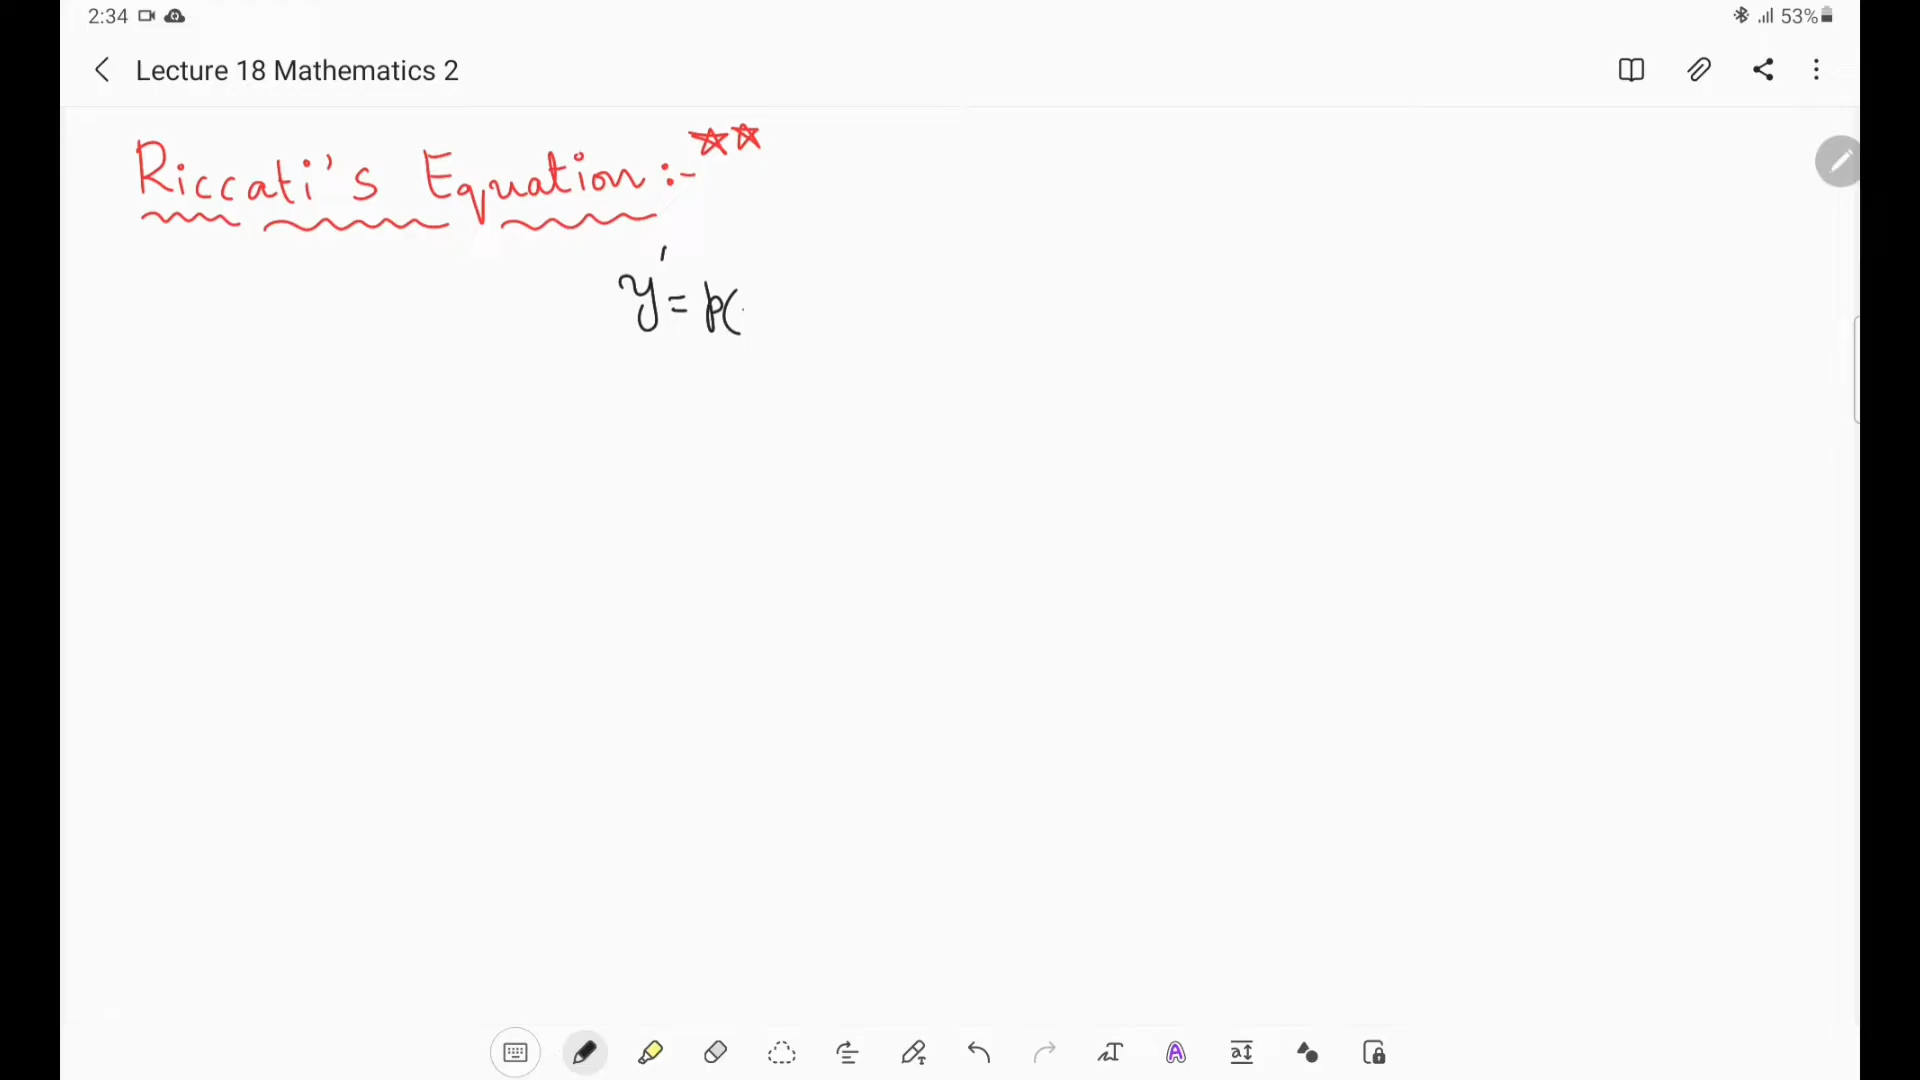 2:34 53%
Lecture 18 Mathematics 2
Riccati's Equation :-
y' = p(